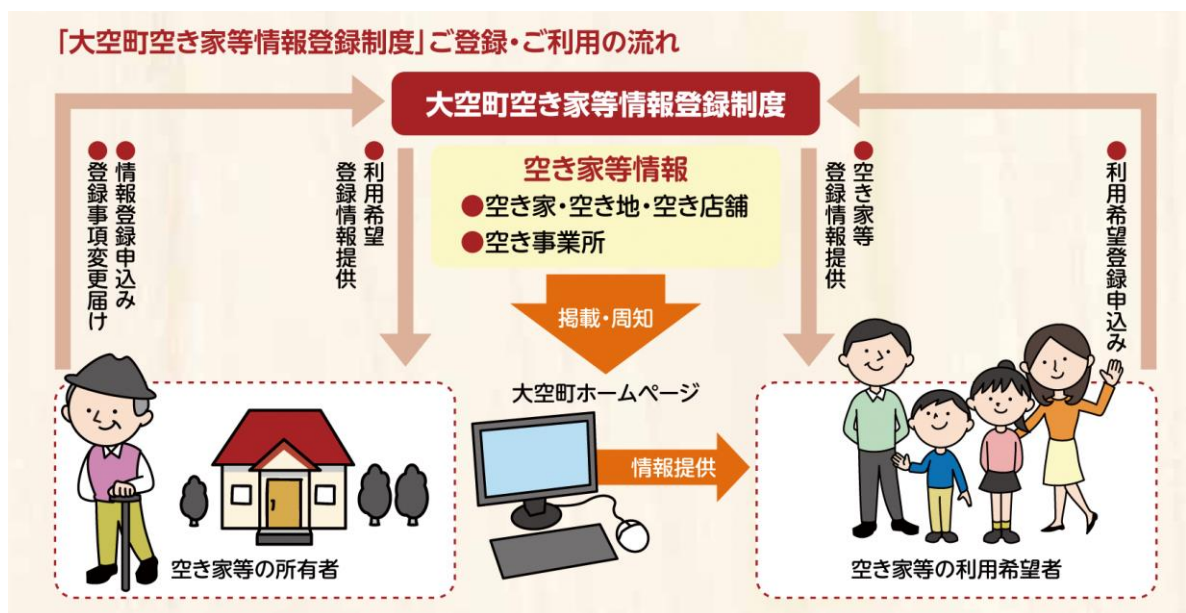 「大空町空き家等情報登録制度」ご登録・ご利用の流れ
大空町空き家等情報登録制度
●情報登録申込み
●登録事項変更届け
●利用希望
登録情報提供
空き家等情報
●空き家・空き地・空き店舗
●空き事業所
掲載・周知
●空き家等
登録情報提供
●利用希望登録申込み
大空町ホームページ
情報提供
空き家等の所有者
空き家等の利用希望者